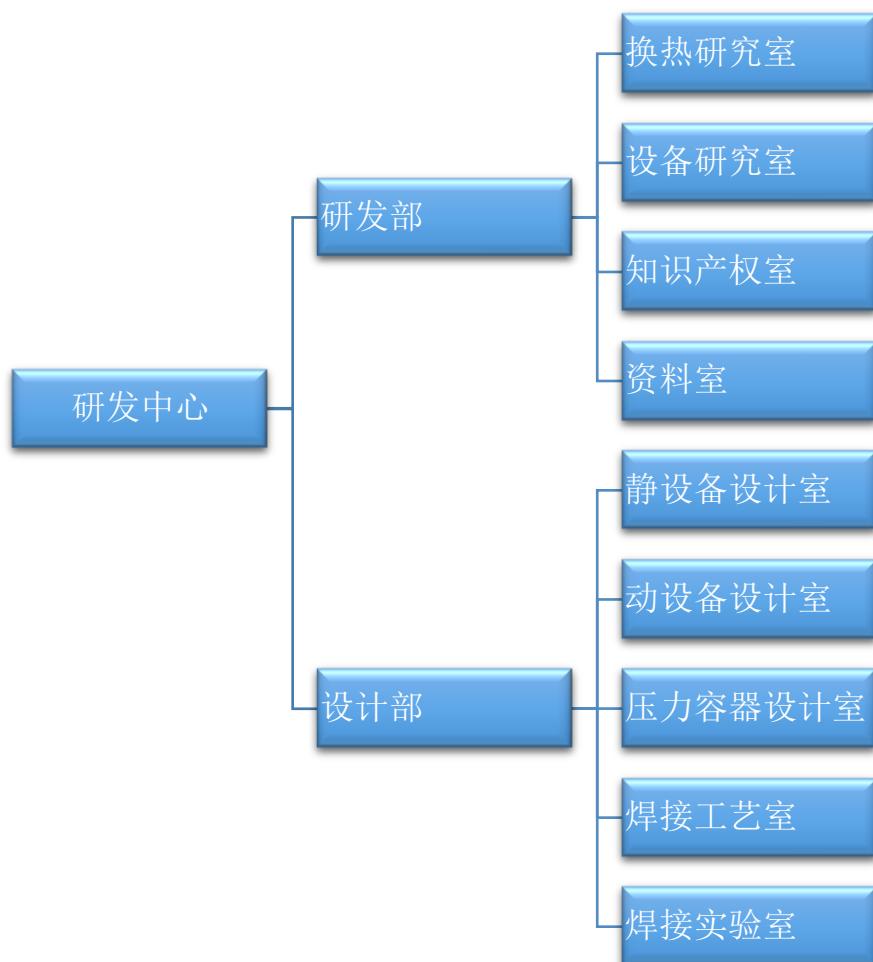 研发中心
研发部
换热研究室
设备研究室
知识产权室
资料室
设计部
静设备设计室
动设备设计室
压力容器设计室
焊接工艺室
焊接实验室